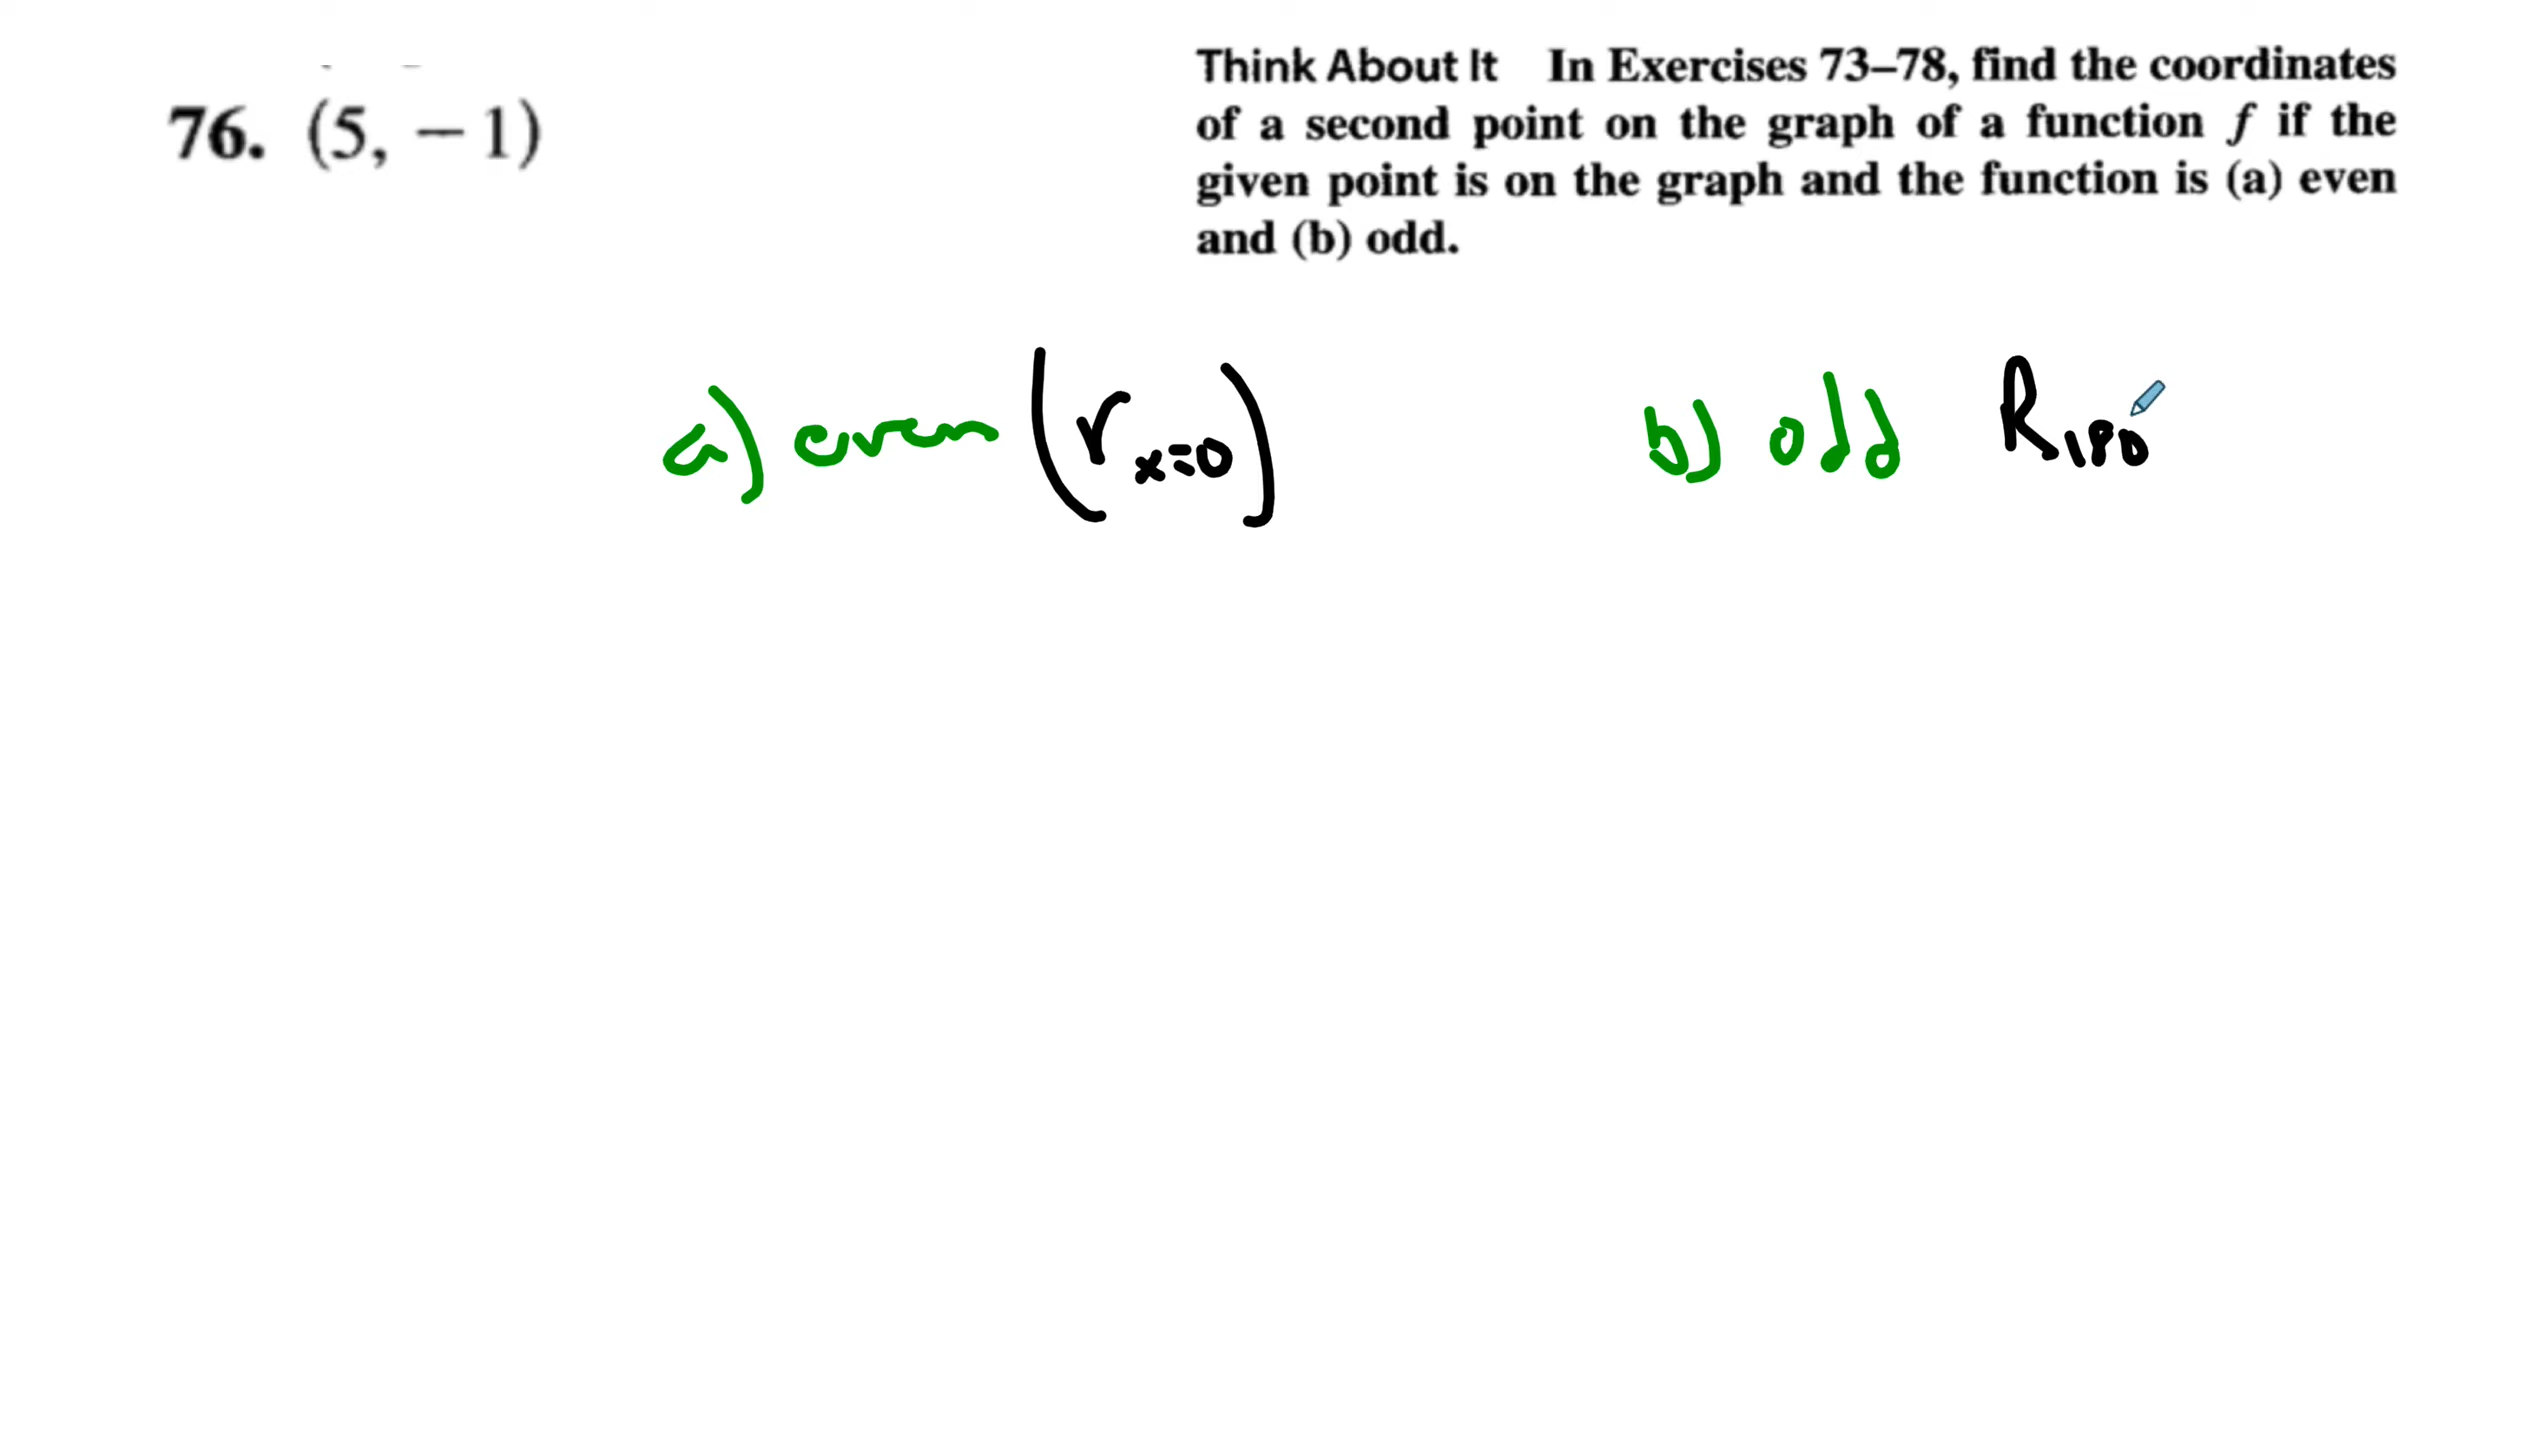 76. (5, −1)
Think About It In Exercises 73–78, find the coordinates
of a second point on the graph of a function f if the
given point is on the graph and the function is (a) even
and (b) odd.
a) even (r x=0)
b) odd R180